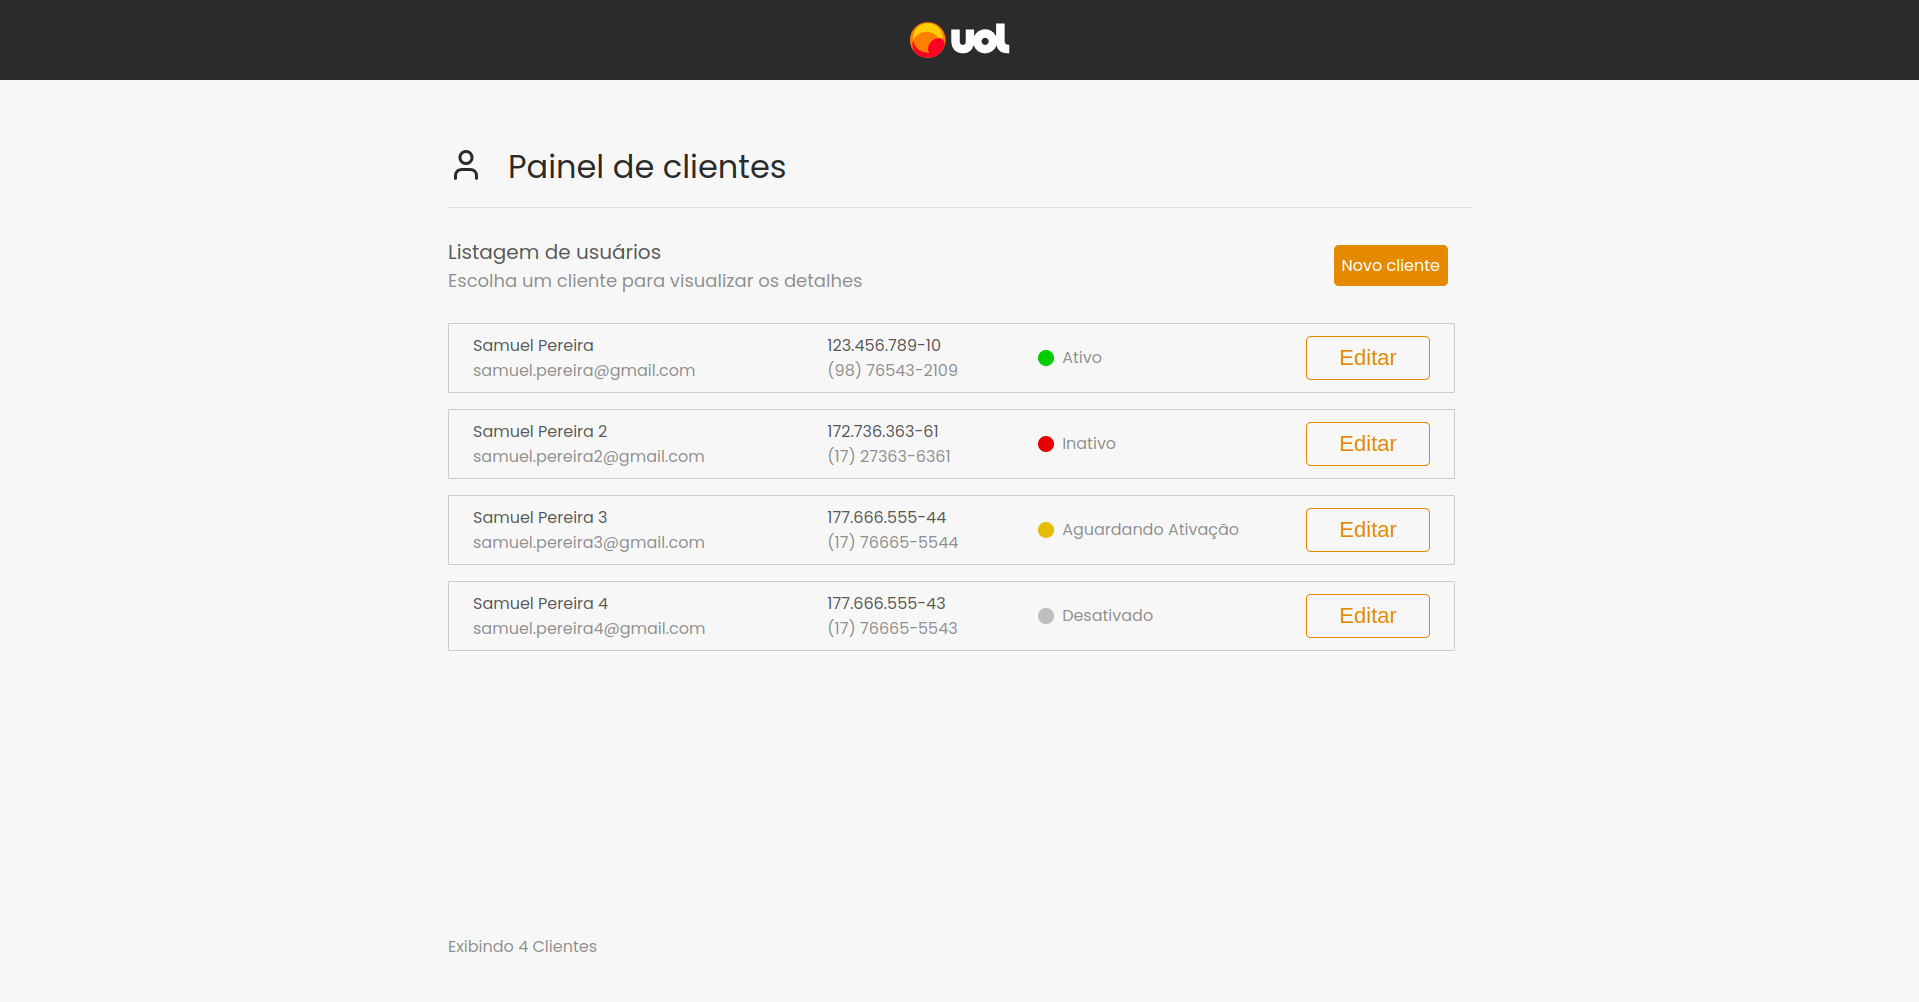 uol
Painel de clientes
Listagem de usuários
Escolha um cliente para visualizar os detalhes
Novo cliente
Samuel Pereira
samuel.pereira@gmail.com
123.456.789-10
(98) 76543-2109
Ativo
Editar
Samuel Pereira 2
samuel.pereira2@gmail.com
172.736.363-61
(17) 27363-6361
Inativo
Editar
Samuel Pereira 3
samuel.pereira3@gmail.com
177.666.555-44
(17) 76665-5544
Aguardando Ativação
Editar
Samuel Pereira 4
samuel.pereira4@gmail.com
177.666.555-43
(17) 76665-5543
Desativado
Editar
Exibindo 4 Clientes